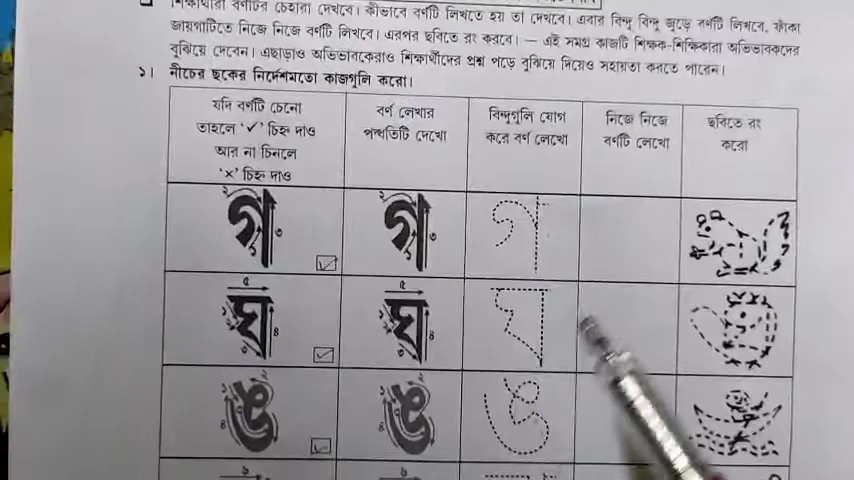 শিক্ষার্থীরা বর্ণটির চেহারা দেখবে। কীভাবে বর্ণটি লিখতে হয় তা দেখবে। এবার বিন্দু বিন্দু জুড়ে বর্ণটি লিখবে, ফাঁকা
জায়গাটিতে নিজে নিজে বর্ণটি লিখবে। এরপর ছবিতে রং করবে। — এই সমগ্র কাজটি শিক্ষক-শিক্ষিকারা অভিভাবকদের
বুঝিয়ে দেবেন। এছাড়াও অভিভাবকেরাও শিক্ষার্থীদের প্রশ্ন পড়ে বুঝিয়ে দিয়েও সহায়তা করতে পারেন।
১। নীচের ছকের নির্দেশমতো কাজগুলি করো।
যদি বর্ণটি চেনো
তাহলে '✓' চিহ্ন দাও
আর না চিনলে
'×' চিহ্ন দাও
বর্ণ লেখার
পদ্ধতিটি দেখো
বিন্দুগুলি যোগ
করে বর্ণ লেখো
নিজে নিজে
বর্ণটি লেখো
ছবিতে রং
করো
গ ✓ গ গ
ঘ ✓ ঘ ঘ
ঙ ✓ ঙ ঙ